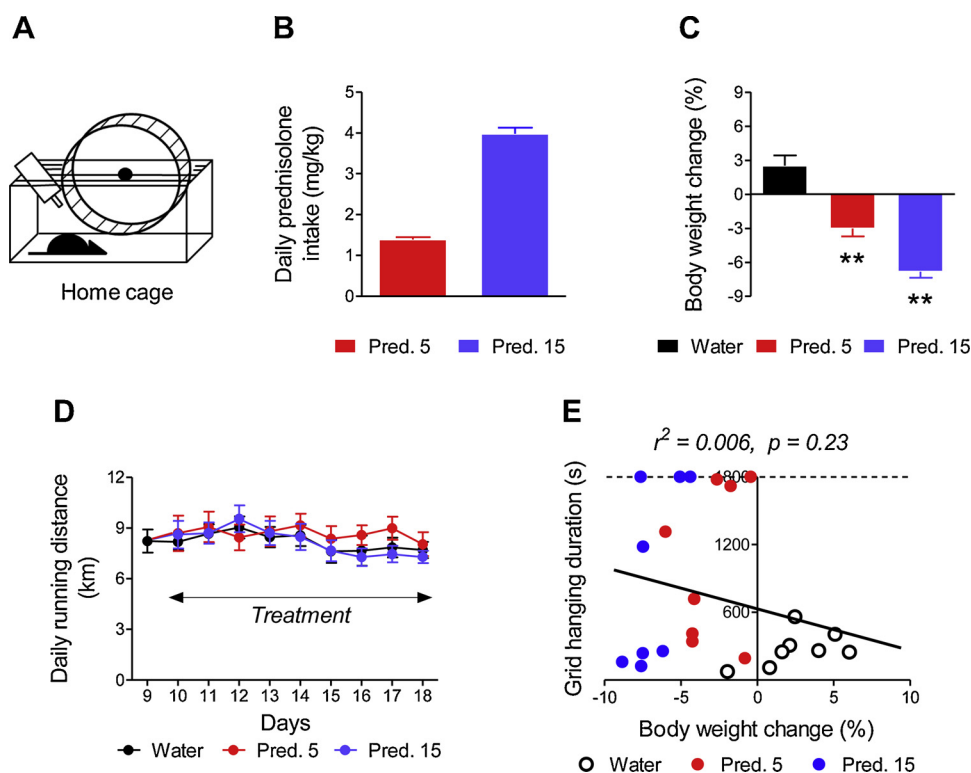 A
Home cage
B
Daily prednisolone
intake (mg/kg)
5
4
3
2
1
0
Pred. 5 Pred. 15
C
Body weight change (%)
9
6
3
0
-3
-6
-9
**
**
Water Pred. 5 Pred. 15
D
Daily running distance
(km)
12
9
6
3
0
Treatment
9 10 11 12 13 14 15 16 17 18
Days
Water Pred. 5 Pred. 15
E
r² = 0.006, p = 0.23
Grid hanging duration (s)
1800
1200
600
-10 -5 0 5 10
Body weight change (%)
Water Pred. 5 Pred. 15